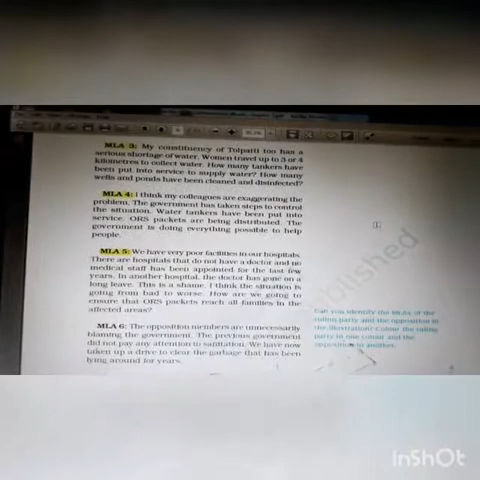 MLA 3: My constituency of Tolpatti too has a
serious shortage of water. Women travel up to 3 or 4
kilometres to collect water. How many tankers have
been put into service to supply water? How many
wells and ponds have been cleaned and disinfected?
MLA 4: I think my colleagues are exaggerating the
problem. The government has taken steps to control
the situation. Water tankers have been put into
service. ORS packets are being distributed. The
government is doing everything possible to help
people.
MLA 5: We have very poor facilities in our hospitals.
There are hospitals that do not have a doctor and no
medical staff has been appointed for the last few
years. In another hospital, the doctor has gone on a
long leave. This is a shame. I think the situation is
going from bad to worse. How are we going to
ensure that ORS packets reach all families in the
affected areas?
MLA 6: The opposition members are unnecessarily
blaming the government. The previous government
did not pay any attention to sanitation. We have now
taken up a drive to clear the garbage that has been
lying around for years.
Can you identify the MLAs of the
ruling party and the opposition in
the illustration? Colour the ruling
party in one colour and the
opposition in another.
InShOt